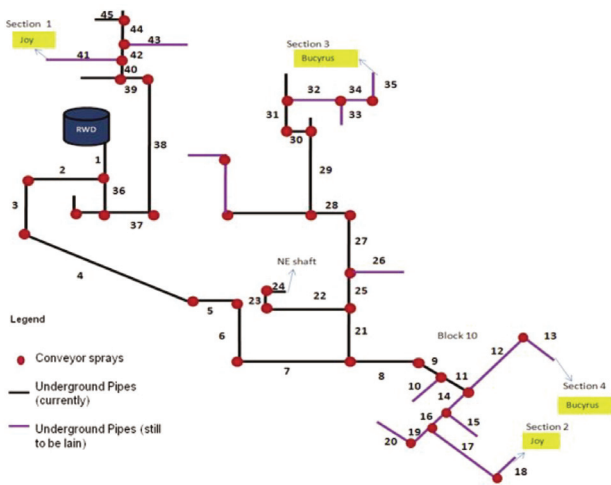 Section 1
Joy
45
44
43
42
41
40
39
38
RWD
1
2
36
37
3
4
5
6
7
Section 3
Bucyrus
35
34
33
32
31
30
29
28
27
26
25
NE shaft
24
23
22
21
Block 10
8
9
10
11
12
13
14
15
16
17
18
19
20
Section 4
Bucyrus
Section 2
Joy
Legend
Conveyor sprays
Underground Pipes
(currently)
Underground Pipes (still
to be lain)